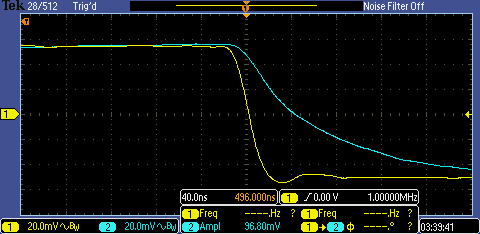 Tek 28/512 Trig'd Noise Filter Off
T
1
40.0ns 496.000ns 1 ∫ 0.00 V 1.00000MHz
1 Freq -----.Hz ? 1 Freq -----.Hz ?
1 20.0mV∿Bw 2 20.0mV∿Bw 2 Ampl 96.80mV 1→2 ϕ -----.° ? 03:39:41